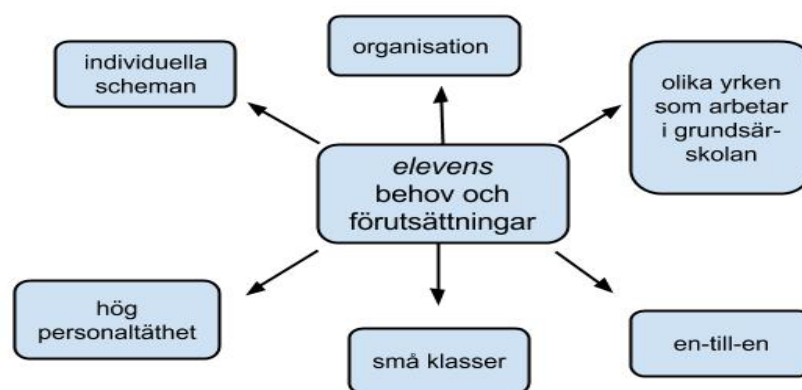 organisation
individuella
scheman
olika yrken
som arbetar
i grundsär-
skolan
elevens
behov och
förutsättningar
hög
personaltäthet
små klasser
en-till-en